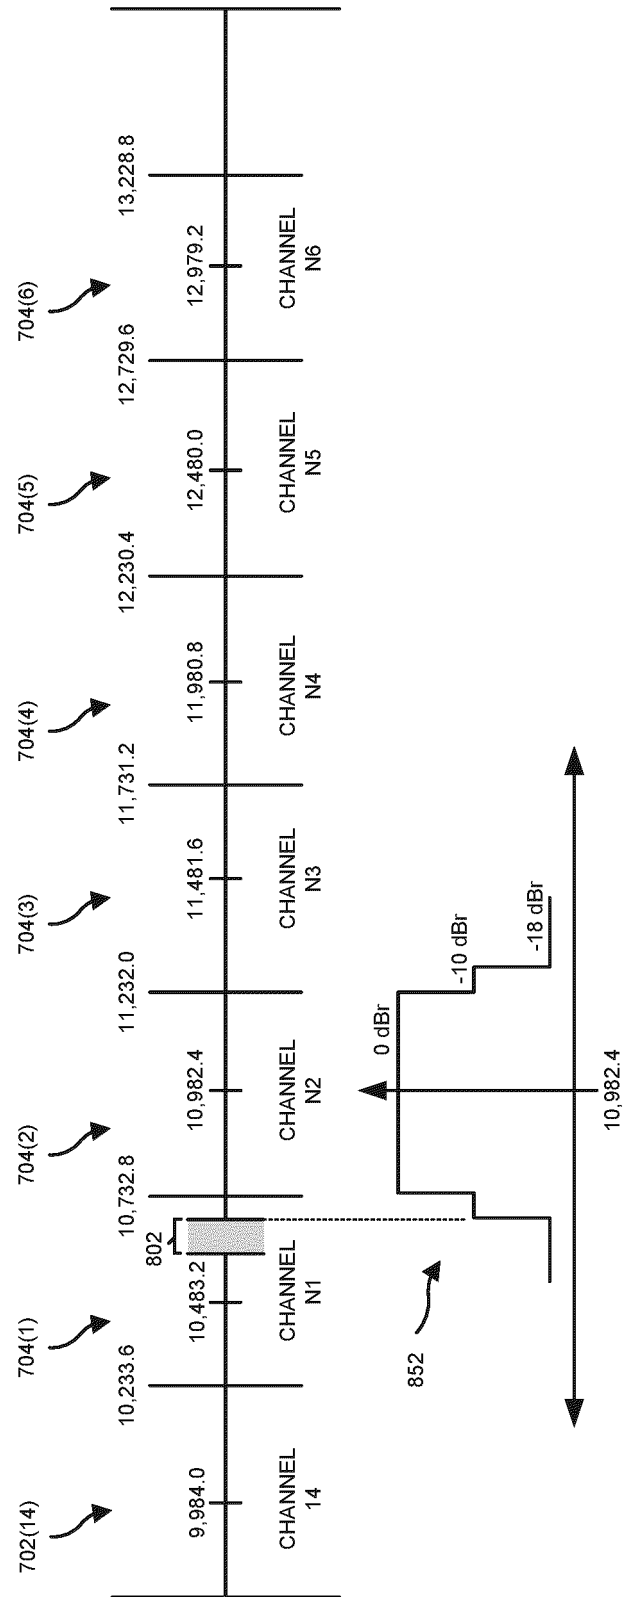 702(14)
704(1)
704(2)
704(3)
704(4)
704(5)
704(6)
10,233.6
802
10,732.8
11,232.0
11,731.2
12,230.4
12,729.6
13,228.8
9,984.0
10,483.2
10,982.4
11,481.6
11,980.8
12,480.0
12,979.2
CHANNEL
14
CHANNEL
N1
CHANNEL
N2
CHANNEL
N3
CHANNEL
N4
CHANNEL
N5
CHANNEL
N6
852
0 dBr
-10 dBr
-18 dBr
10,982.4